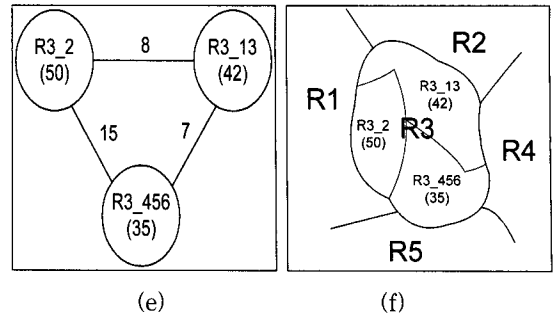 R3_2
(50)
8
R3_13
(42)
15
7
R3_456
(35)
(e)
R2
R1
R3_13
(42)
R3_2
(50)
R3
R4
R3_456
(35)
R5
(f)